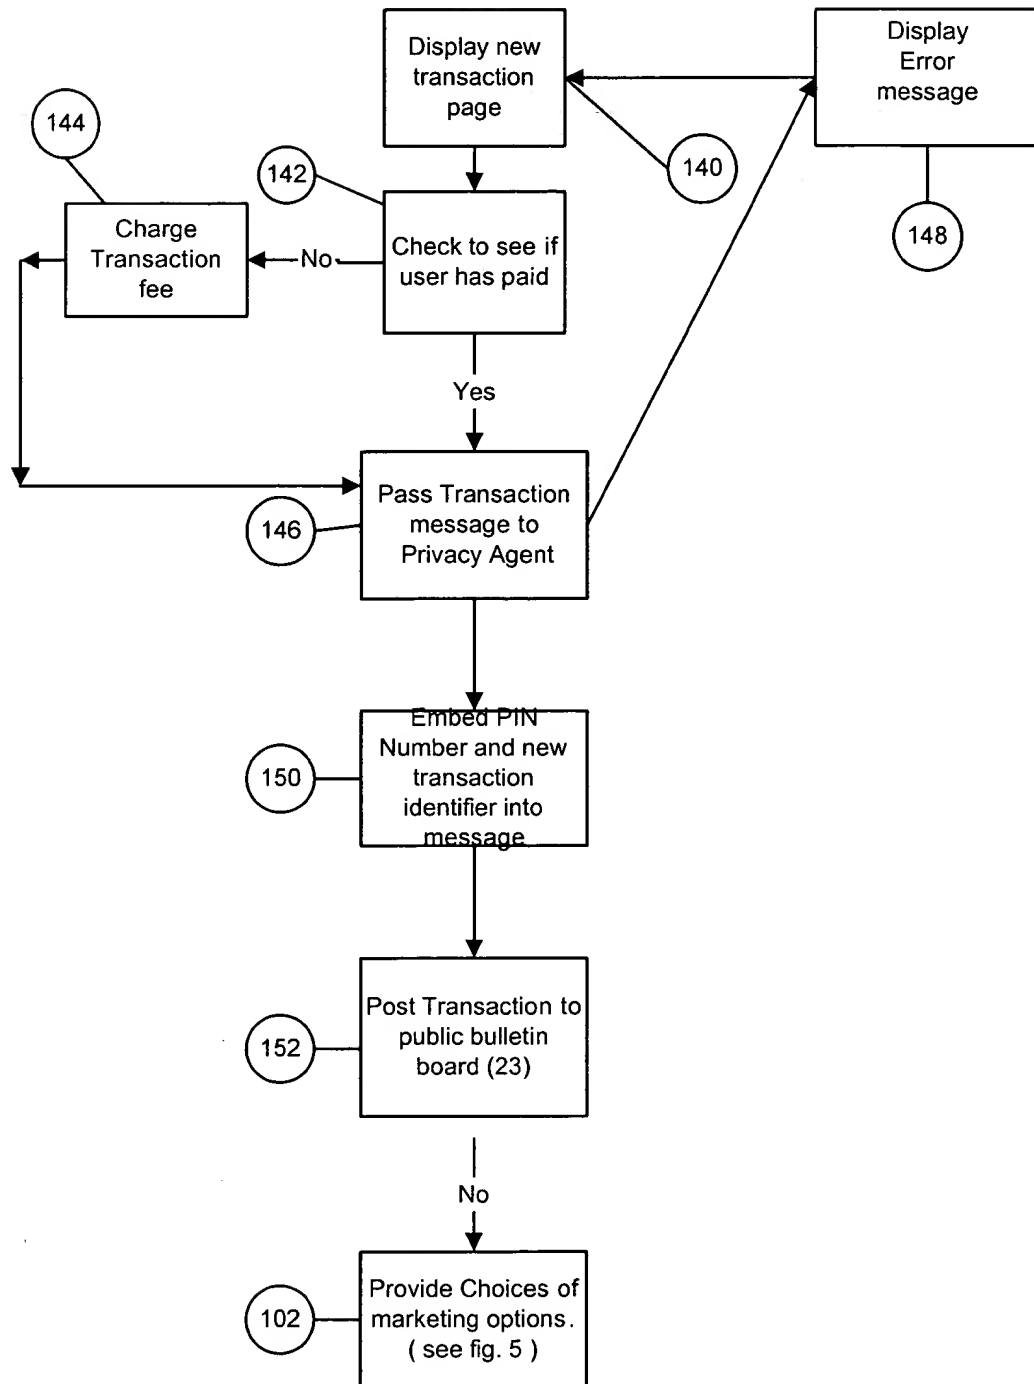 Display new
transaction
page
Display
Error
message
144
142
140
148
Charge
Transaction
fee
No
Check to see if
user has paid
Yes
Pass Transaction
message to
Privacy Agent
146
Embed PIN
Number and new
transaction
identifier into
message
150
Post Transaction to
public bulletin
board (23)
152
No
Provide Choices of
marketing options.
( see fig. 5 )
102